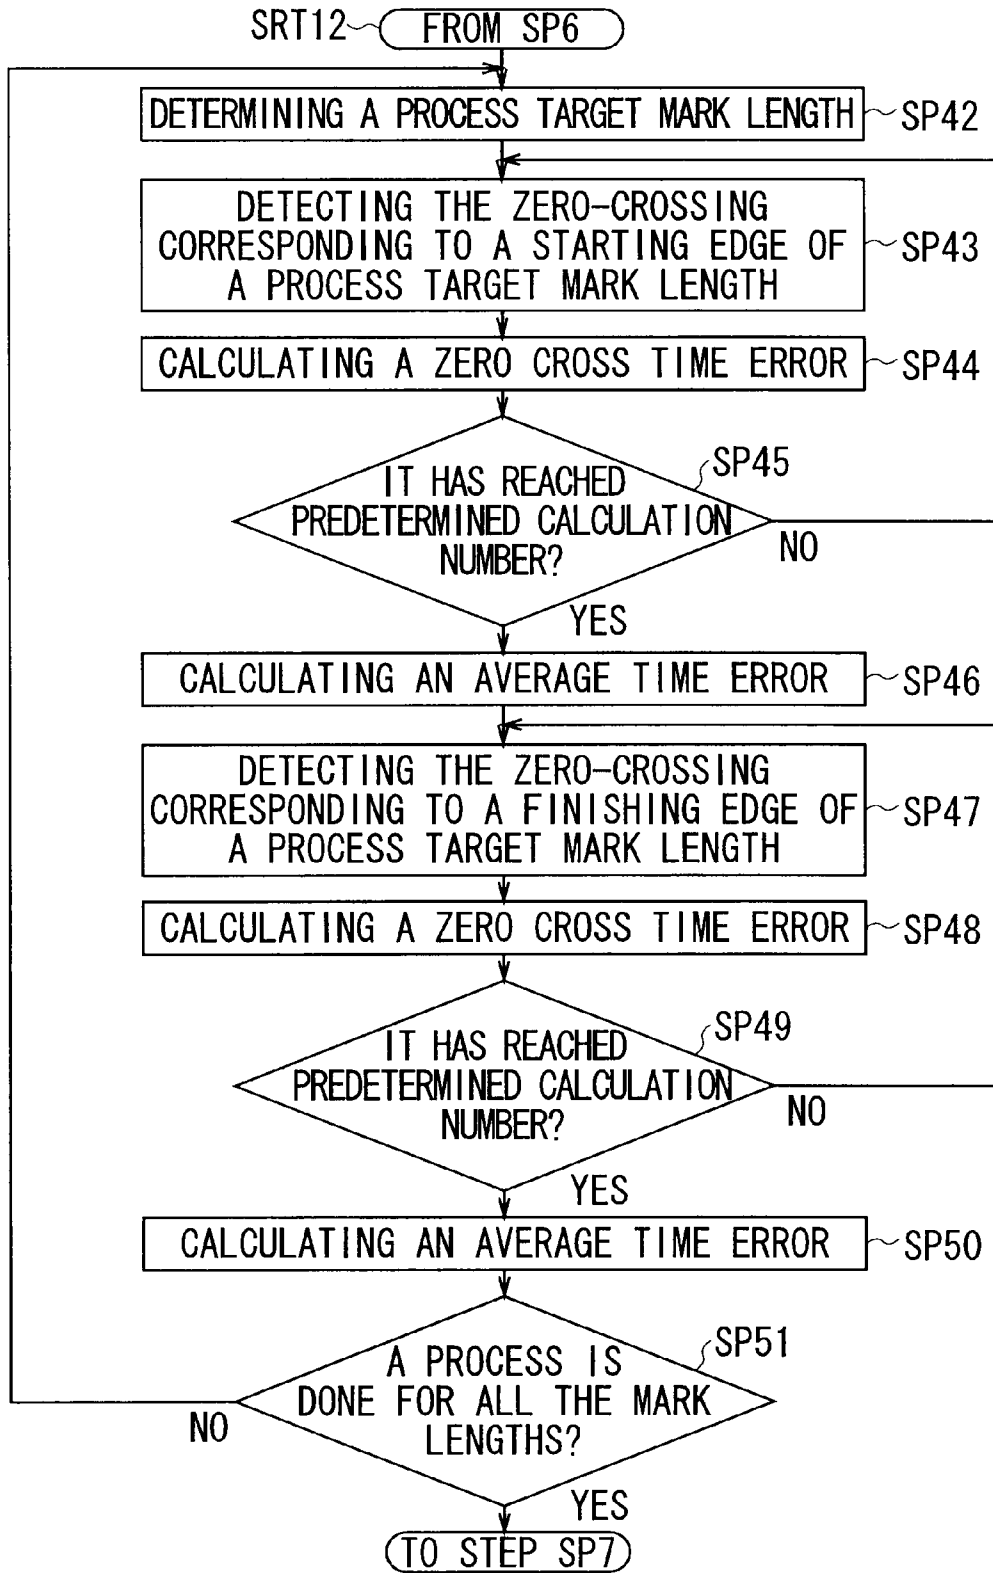 SRT12
FROM SP6
DETERMINING A PROCESS TARGET MARK LENGTH
SP42
DETECTING THE ZERO-CROSSING
CORRESPONDING TO A STARTING EDGE OF
A PROCESS TARGET MARK LENGTH
SP43
CALCULATING A ZERO CROSS TIME ERROR
SP44
SP45
IT HAS REACHED
PREDETERMINED CALCULATION
NUMBER?
NO
YES
CALCULATING AN AVERAGE TIME ERROR
SP46
DETECTING THE ZERO-CROSSING
CORRESPONDING TO A FINISHING EDGE OF
A PROCESS TARGET MARK LENGTH
SP47
CALCULATING A ZERO CROSS TIME ERROR
SP48
SP49
IT HAS REACHED
PREDETERMINED CALCULATION
NUMBER?
NO
YES
CALCULATING AN AVERAGE TIME ERROR
SP50
SP51
A PROCESS IS
DONE FOR ALL THE MARK
LENGTHS?
NO
YES
TO STEP SP7